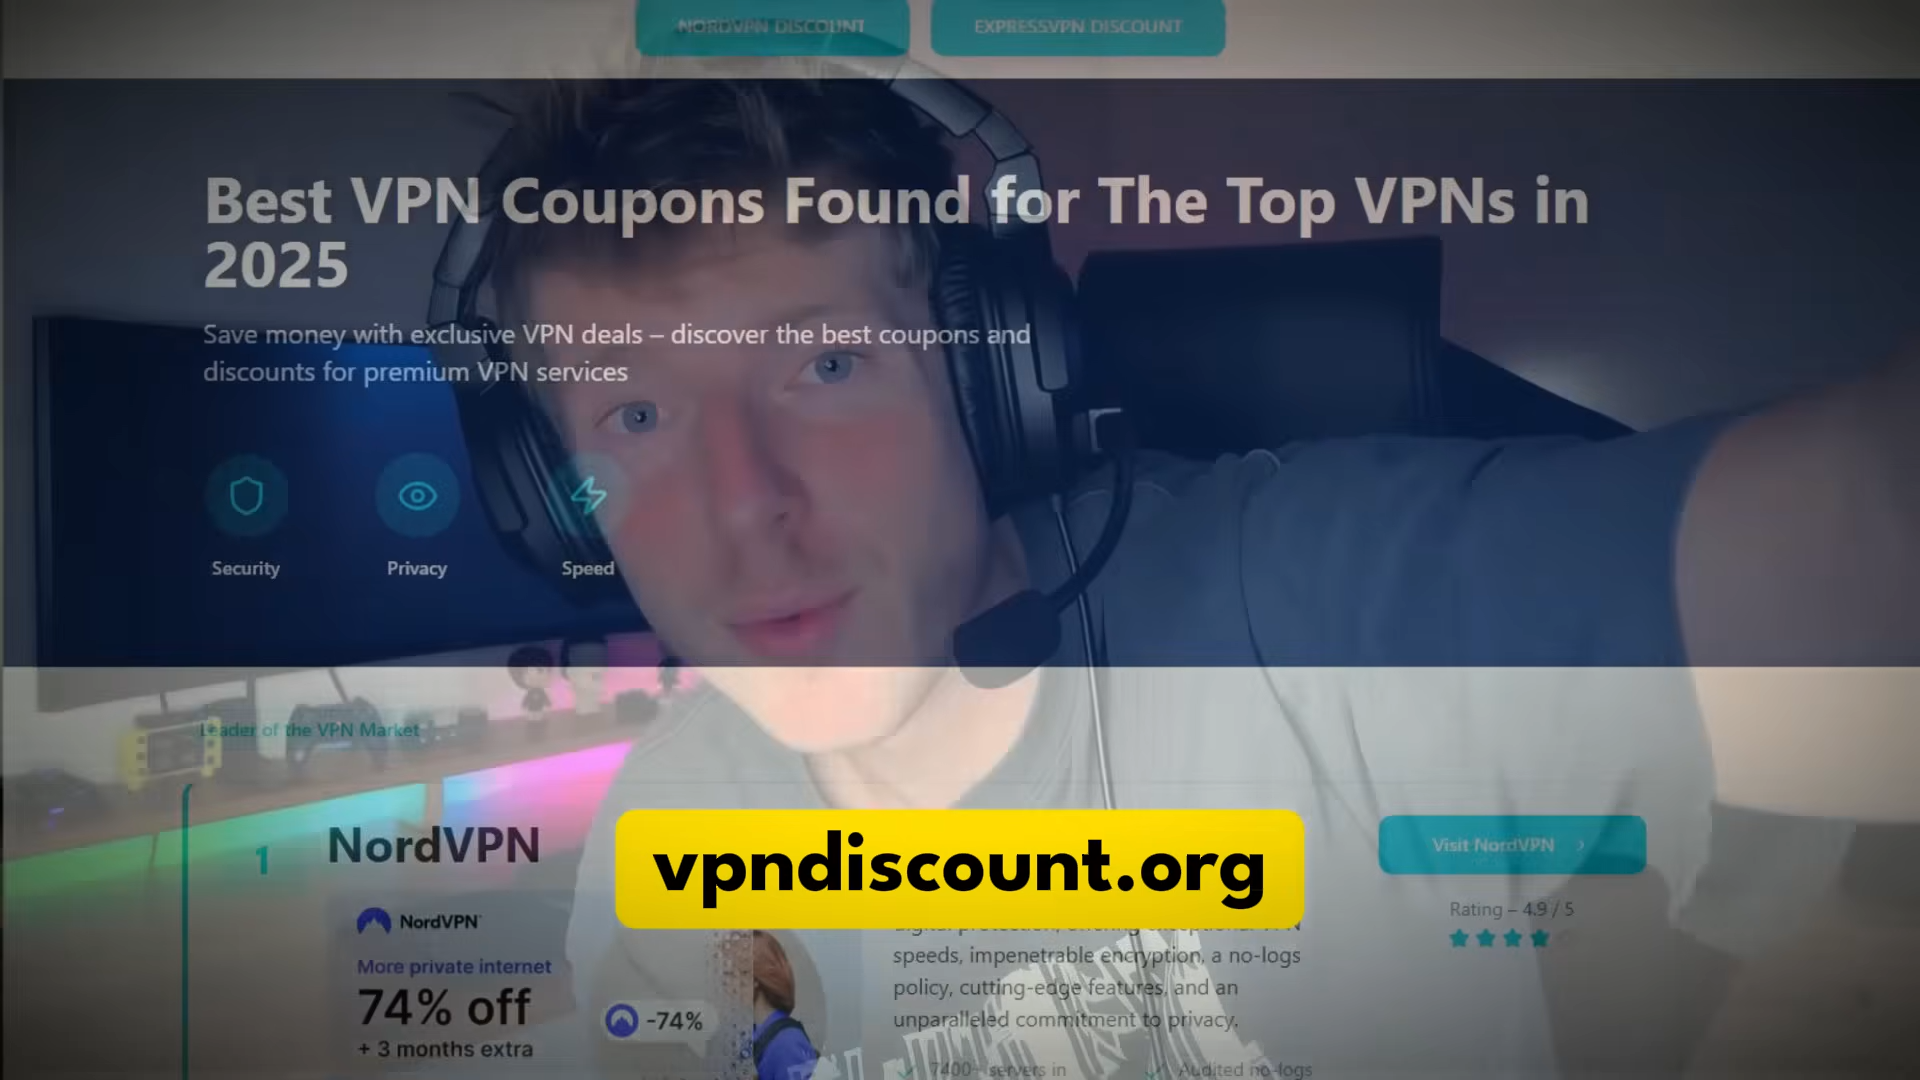 NORDVPN DISCOUNT
EXPRESSVPN DISCOUNT
Best VPN Coupons Found for The Top VPNs in
2025
Save money with exclusive VPN deals – discover the best coupons and
discounts for premium VPN services
Security
Privacy
Speed
Leader of the VPN Market
1
NordVPN
vpndiscount.org
Visit NordVPN
Rating – 4.9 / 5
NordVPN
More private internet
74% off
+ 3 months extra
-74%
speeds, impenetrable encryption, a no-logs
policy, cutting-edge features, and an
unparalleled commitment to privacy.
7400+ servers in
Audited no-logs